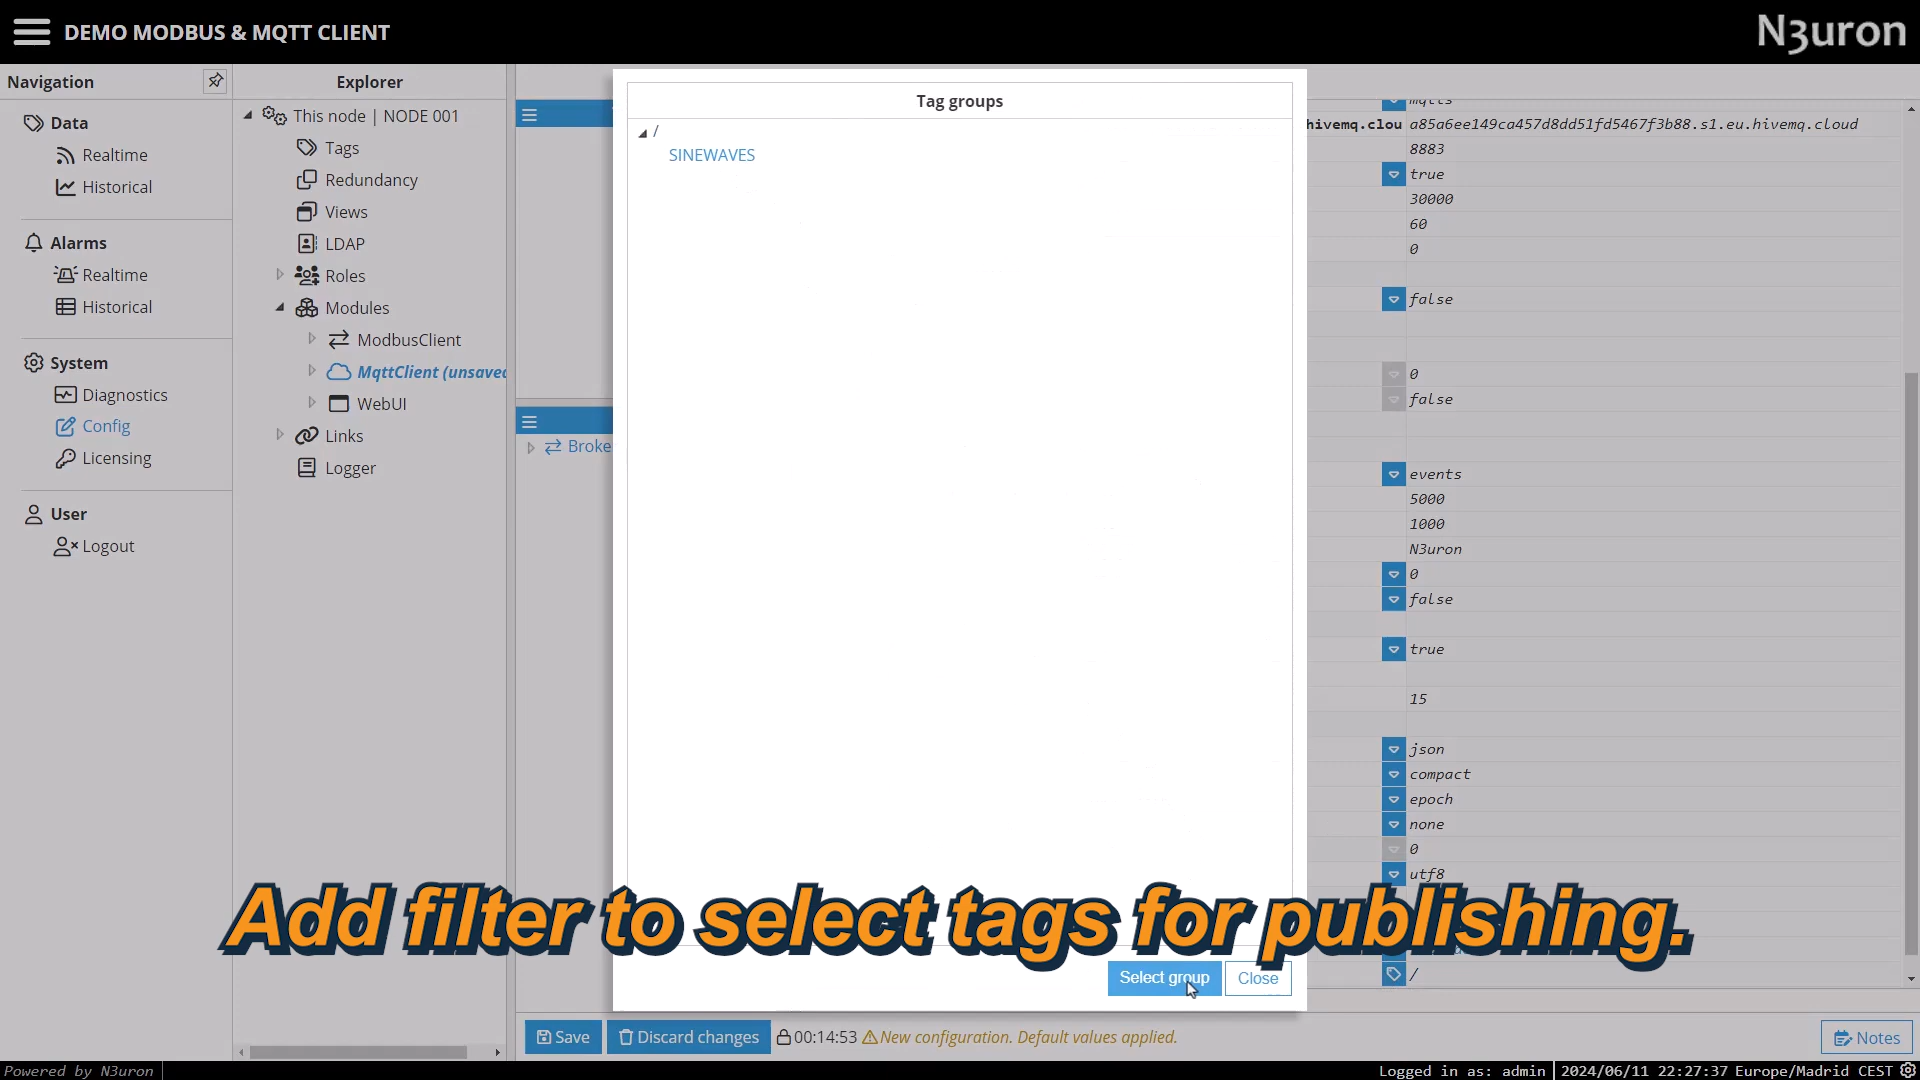 DEMO MODBUS & MQTT CLIENT
N3uron
Navigation
Data
Realtime
Historical
Alarms
Realtime
Historical
System
Diagnostics
Config
Licensing
User
Logout
Explorer
This node | NODE 001
Tags
Redundancy
Views
LDAP
Roles
Modules
ModbusClient
MqttClient (unsaved
WebUI
Links
Logger
Broke
Tag groups
/
SINEWAVES
Select group
Close
mqtts
hivemq.clou
a85a6ee149ca457d8dd51fd5467f3b88.s1.eu.hivemq.cloud
8883
true
30000
60
0
false
0
false
events
5000
1000
N3uron
0
false
true
15
json
compact
epoch
none
0
utf8
/
Add filter to select tags for publishing.
Save
Discard changes
00:14:53
New configuration. Default values applied.
Notes
Powered by N3uron
Logged in as: admin
2024/06/11 22:27:37 Europe/Madrid CEST